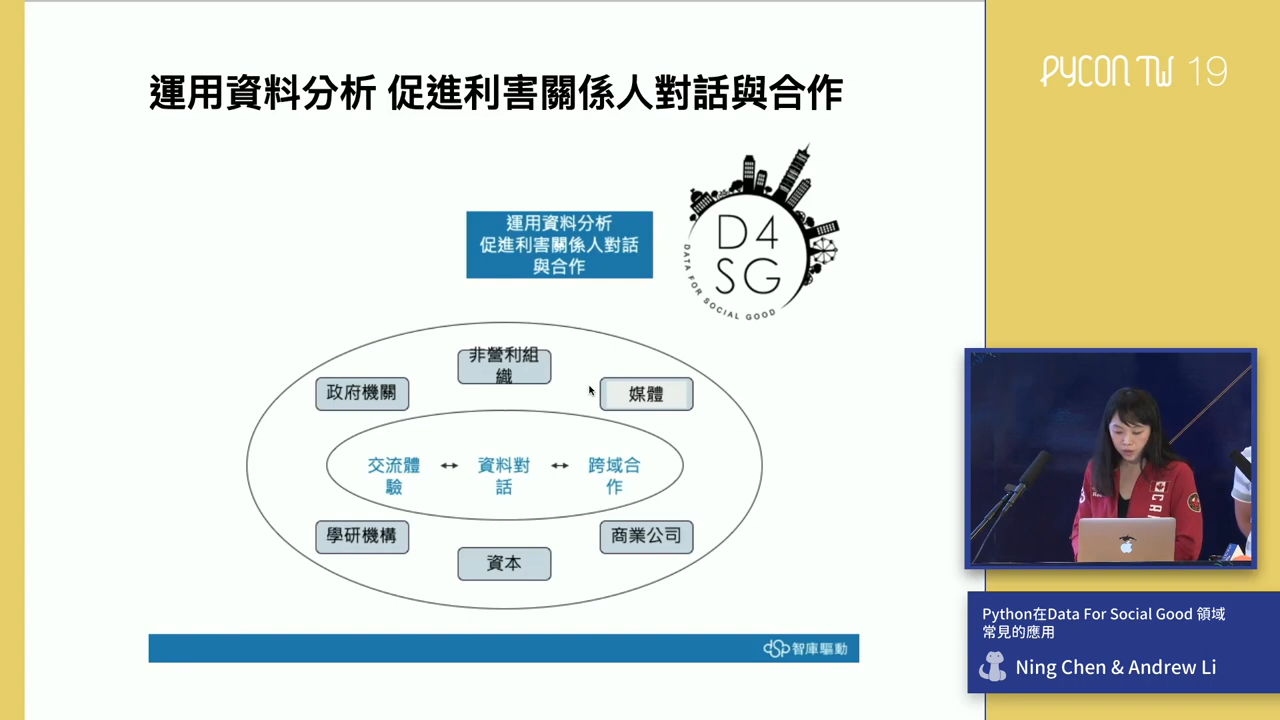 運用資料分析 促進利害關係人對話與合作
PYCON TW 19
運用資料分析
促進利害關係人對話
與合作
D4
SG
DATA FOR SOCIAL GOOD
非營利組
織
政府機關
媒體
交流體
驗
資料對
話
跨域合
作
學研機構
商業公司
資本
dsp智庫驅動
Python在Data For Social Good 領域
常見的應用
Ning Chen & Andrew Li